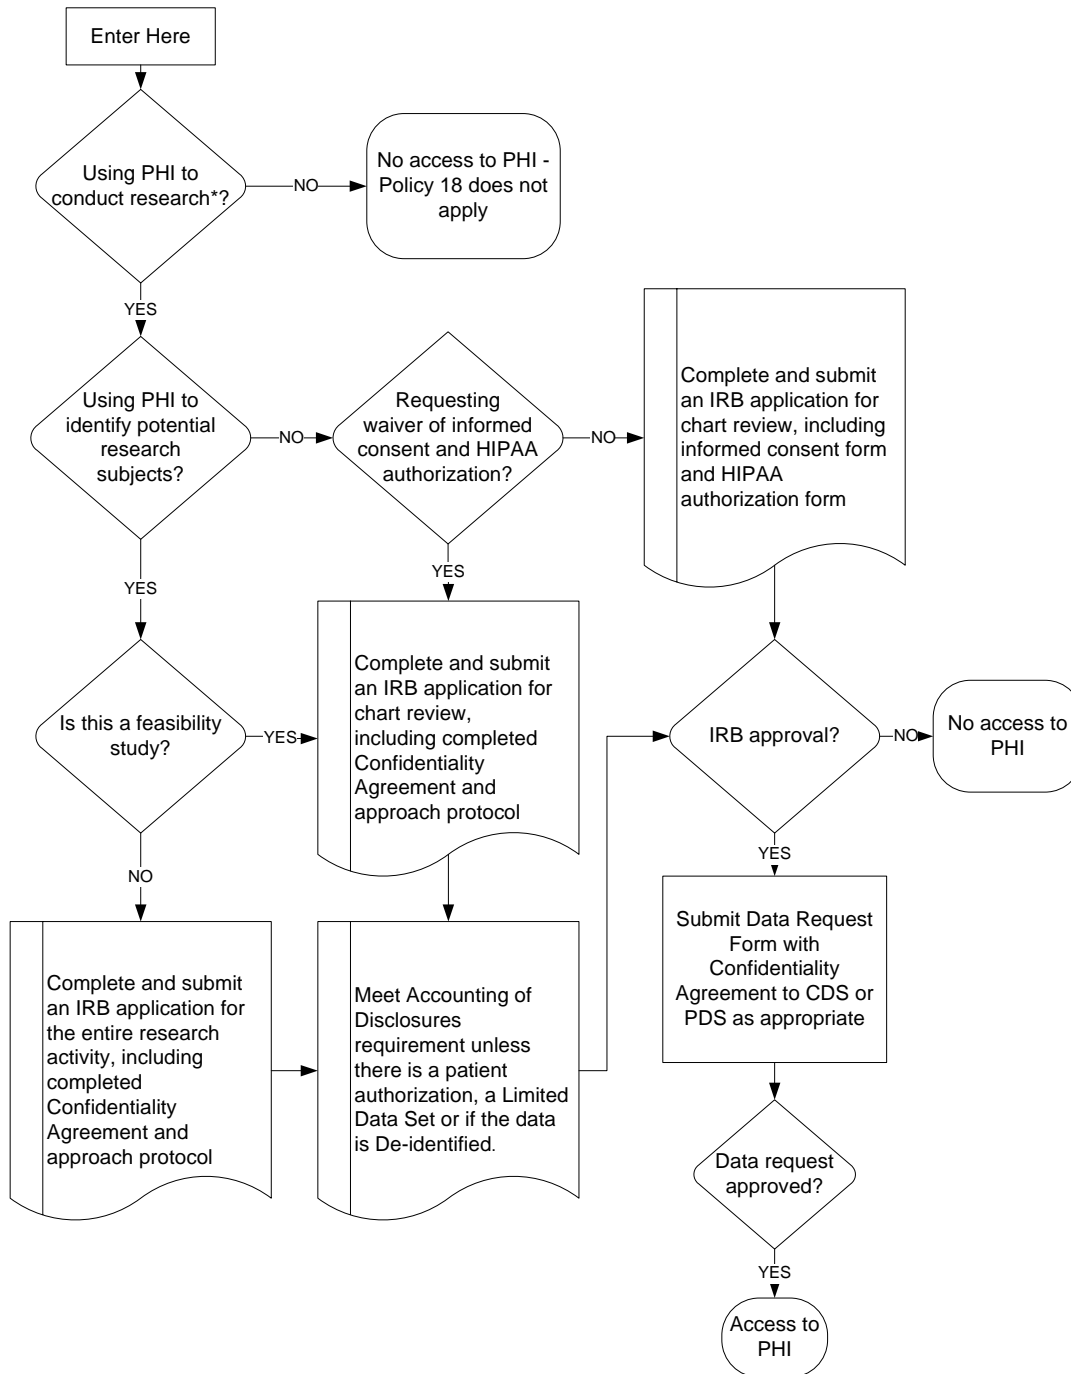 Enter Here
Using PHI to
conduct research*?
NO
No access to PHI -
Policy 18 does not
apply
YES
Using PHI to
identify potential
research
subjects?
NO
Requesting
waiver of informed
consent and HIPAA
authorization?
NO
Complete and submit
an IRB application for
chart review, including
informed consent form
and HIPAA
authorization form
YES
YES
Is this a feasibility
study?
YES
Complete and submit
an IRB application for
chart review,
including completed
Confidentiality
Agreement and
approach protocol
IRB approval?
NO
No access to
PHI
NO
YES
Complete and submit
an IRB application for
the entire research
activity, including
completed
Confidentiality
Agreement and
approach protocol
Meet Accounting of
Disclosures
requirement unless
there is a patient
authorization, a Limited
Data Set or if the data
is De-identified.
Submit Data Request
Form with
Confidentiality
Agreement to CDS or
PDS as appropriate
Data request
approved?
YES
Access to
PHI